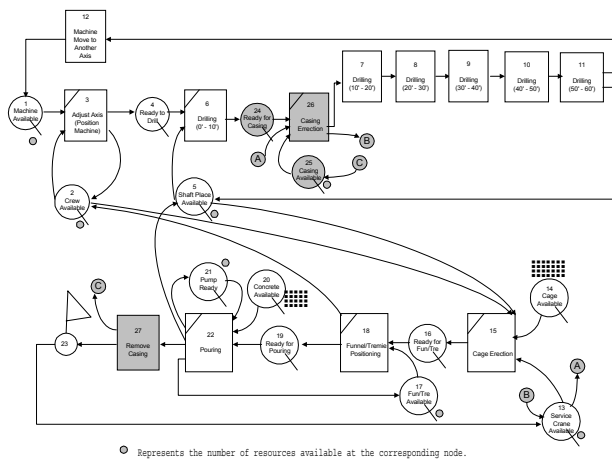 12
Machine
Move to
Another
Axis
1
Machine
Available
3
Adjust Axis
(Position
Machine)
4
Ready to
Drill
6
Drilling
(0' - 10')
24
Ready for
Casing
26
Casing
Errection
7
Drilling
(10' - 20')
8
Drilling
(20' - 30')
9
Drilling
(30' - 40')
10
Drilling
(40' - 50')
11
Drilling
(50' - 60')
A
B
C
25
Casing
Available
2
Crew
Available
5
Shaft Place
Available
C
21
Pump
Ready
20
Concrete
Available
14
Cage
Available
27
Remove
Casing
22
Pouring
19
Ready for
Pouring
18
Funnel/Tremie
Positioning
16
Ready for
Fun/Tre
15
Cage Erection
23
17
Fun/Tre
Available
B
A
13
Service
Crane
Available
Represents the number of resources available at the corresponding node.